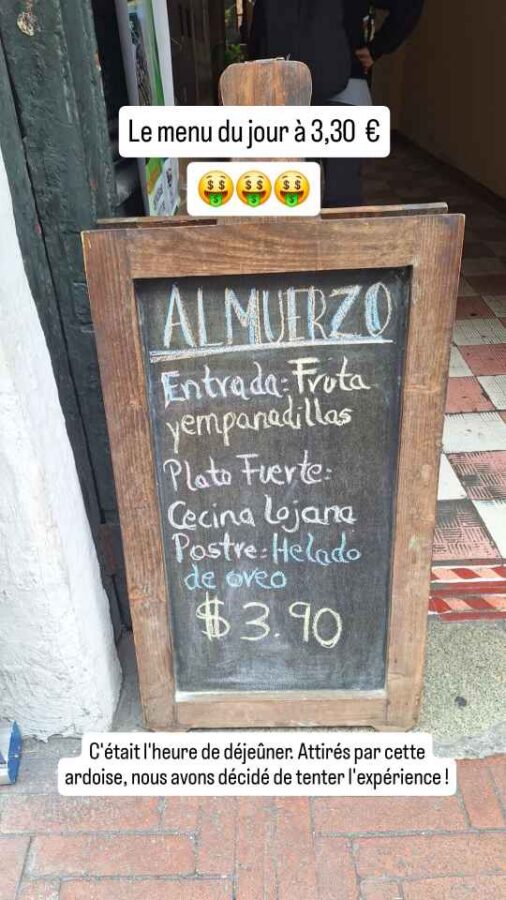 Le menu du jour à 3,30 €
🤑🤑🤑
ALMUERZO
Entrada: Fruta
y empanadillas
Plato Fuerte:
Cecina Lojana
Postre: Helado
de oreo
$3.90
C'était l'heure de déjeûner. Attirés par cette
ardoise, nous avons décidé de tenter l'expérience !